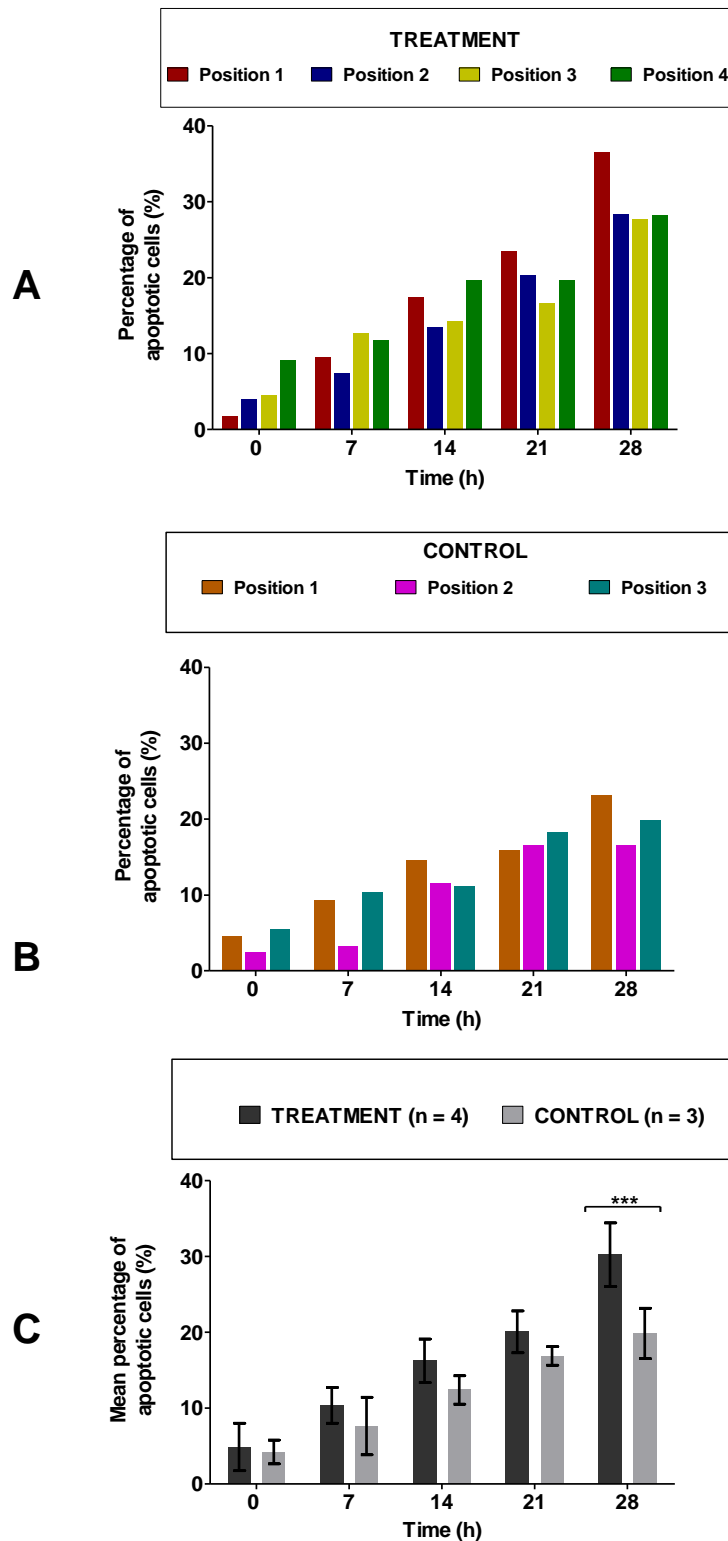 TREATMENT
Position 1 Position 2 Position 3 Position 4
A
Percentage of
apoptotic cells (%)
40
30
20
10
0
0 7 14 21 28
Time (h)
CONTROL
Position 1 Position 2 Position 3
B
Percentage of
apoptotic cells (%)
40
30
20
10
0
0 7 14 21 28
Time (h)
TREATMENT (n = 4) CONTROL (n = 3)
C
Mean percentage of
apoptotic cells (%)
40
30
20
10
0
***
0 7 14 21 28
Time (h)